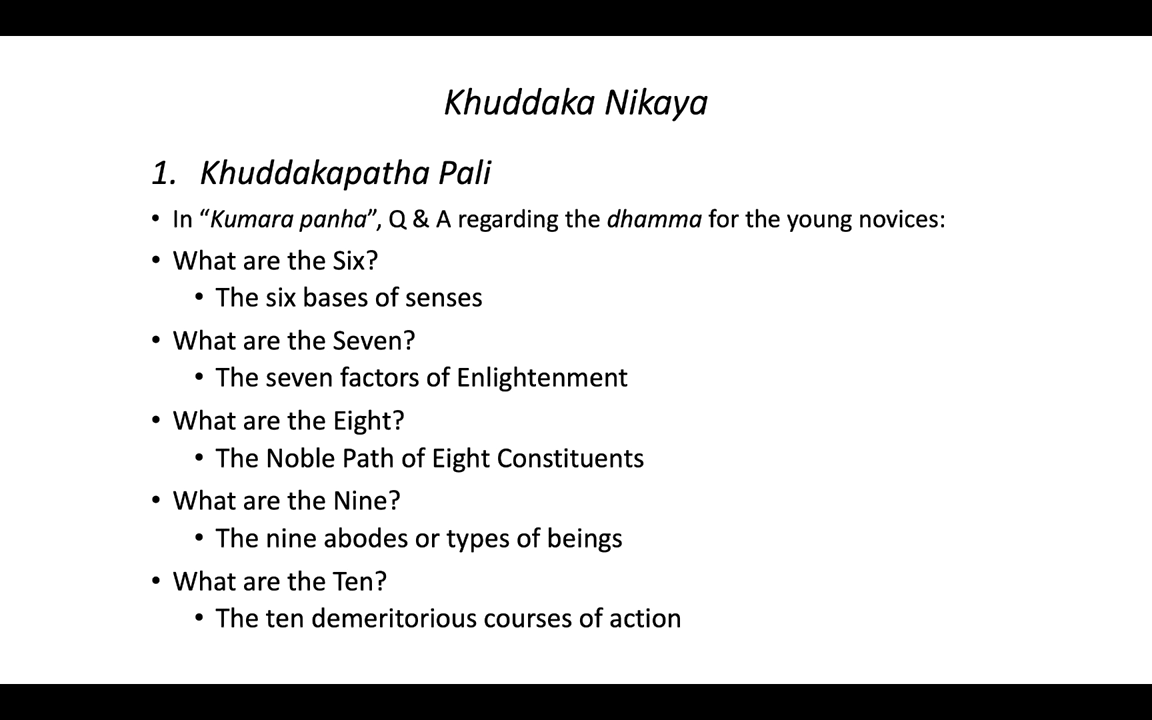 Khuddaka Nikaya
1. Khuddakapatha Pali
• In “Kumara panha”, Q & A regarding the dhamma for the young novices:
• What are the Six?
• The six bases of senses
• What are the Seven?
• The seven factors of Enlightenment
• What are the Eight?
• The Noble Path of Eight Constituents
• What are the Nine?
• The nine abodes or types of beings
• What are the Ten?
• The ten demeritorious courses of action